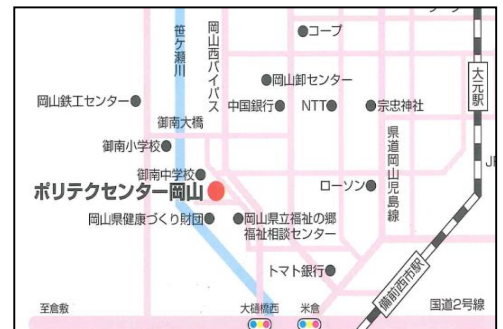 コープ
笹ケ瀬川
岡山西バイパス
岡山卸センター
大元駅
岡山鉄工センター
中国銀行
NTT
宗忠神社
御南大橋
御南小学校
県道岡山児島線
御南中学校
ポリテクセンター岡山
ローソン
岡山県健康づくり財団
岡山県立福祉の郷
福祉相談センター
トマト銀行
備前西市駅
至倉敷
大樋橋西
米倉
国道2号線